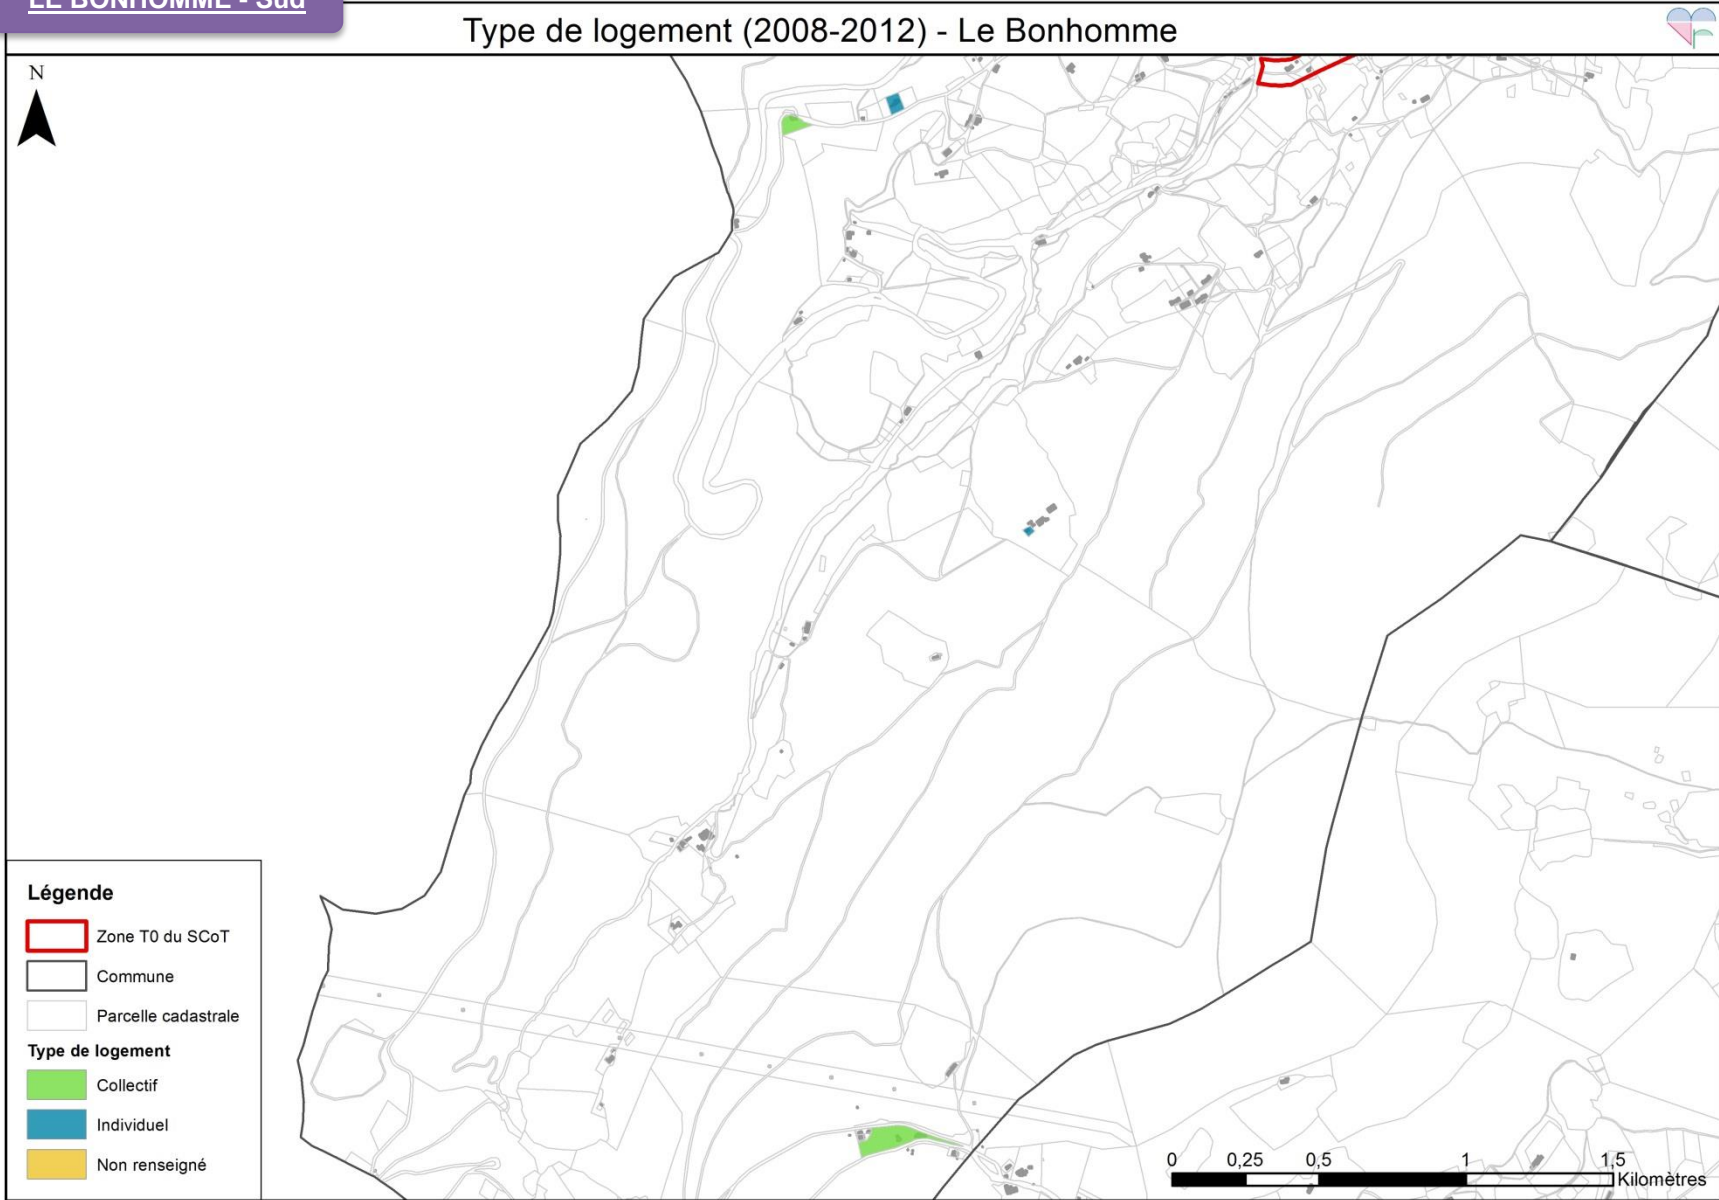 LE BONHOMME - Sud
Type de logement (2008-2012) - Le Bonhomme
N
Légende
Zone T0 du SCoT
Commune
Parcelle cadastrale
Type de logement
Collectif
Individuel
Non renseigné
0 0,25 0,5 1 1,5
Kilomètres